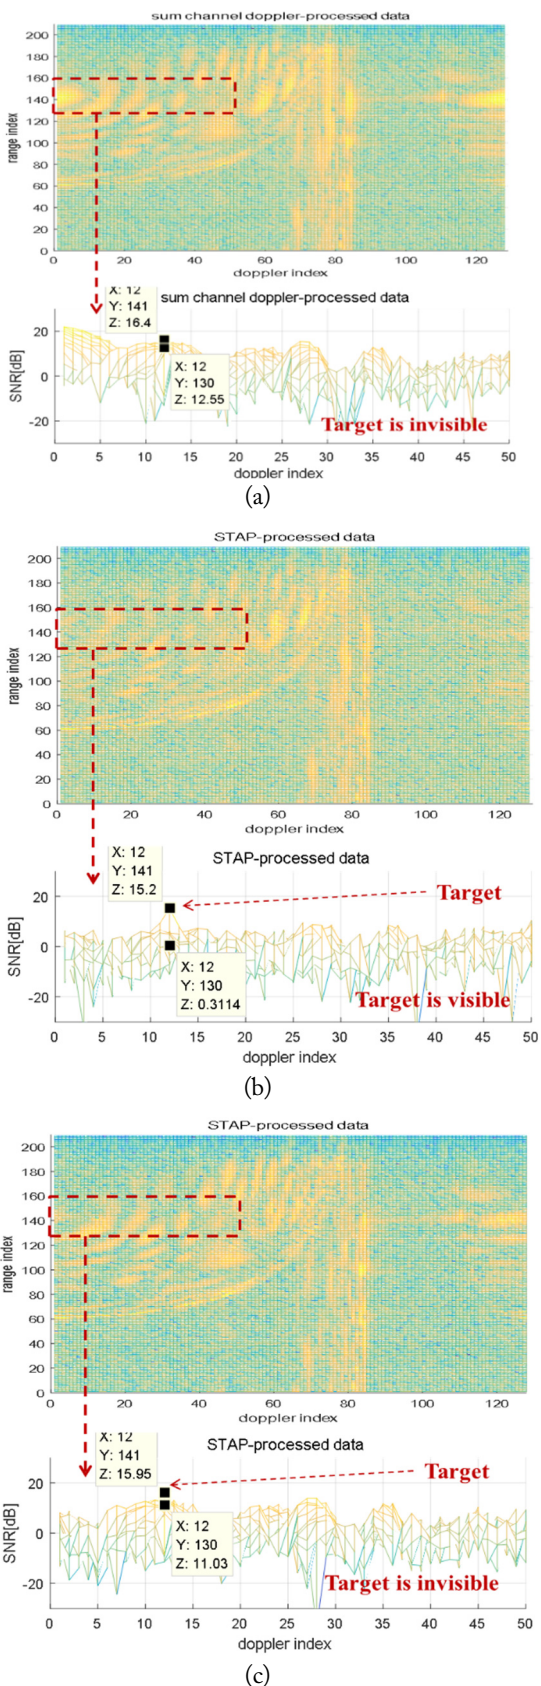 sum channel doppler-processed data
200
180
160
140
120
100
80
60
40
20
0
range index
0 20 40 60 80 100 120
doppler index
X: 12
Y: 141
Z: 16.4
sum channel doppler-processed data
X: 12
Y: 130
Z: 12.55
20
0
-20
SNR[dB]
Target is invisible
0 5 10 15 20 25 30 35 40 45 50
doppler index
(a)
STAP-processed data
200
180
160
140
120
100
80
60
40
20
0
range index
0 20 40 60 80 100 120
doppler index
X: 12
Y: 141
Z: 15.2
STAP-processed data
Target
X: 12
Y: 130
Z: 0.3114
20
0
-20
SNR[dB]
Target is visible
0 5 10 15 20 25 30 35 40 45 50
doppler index
(b)
STAP-processed data
200
180
160
140
120
100
80
60
40
20
0
range index
0 20 40 60 80 100 120
doppler index
X: 12
Y: 141
Z: 15.95
STAP-processed data
Target
X: 12
Y: 130
Z: 11.03
20
0
-20
SNR[dB]
Target is invisible
0 5 10 15 20 25 30 35 40 45 50
doppler index
(c)